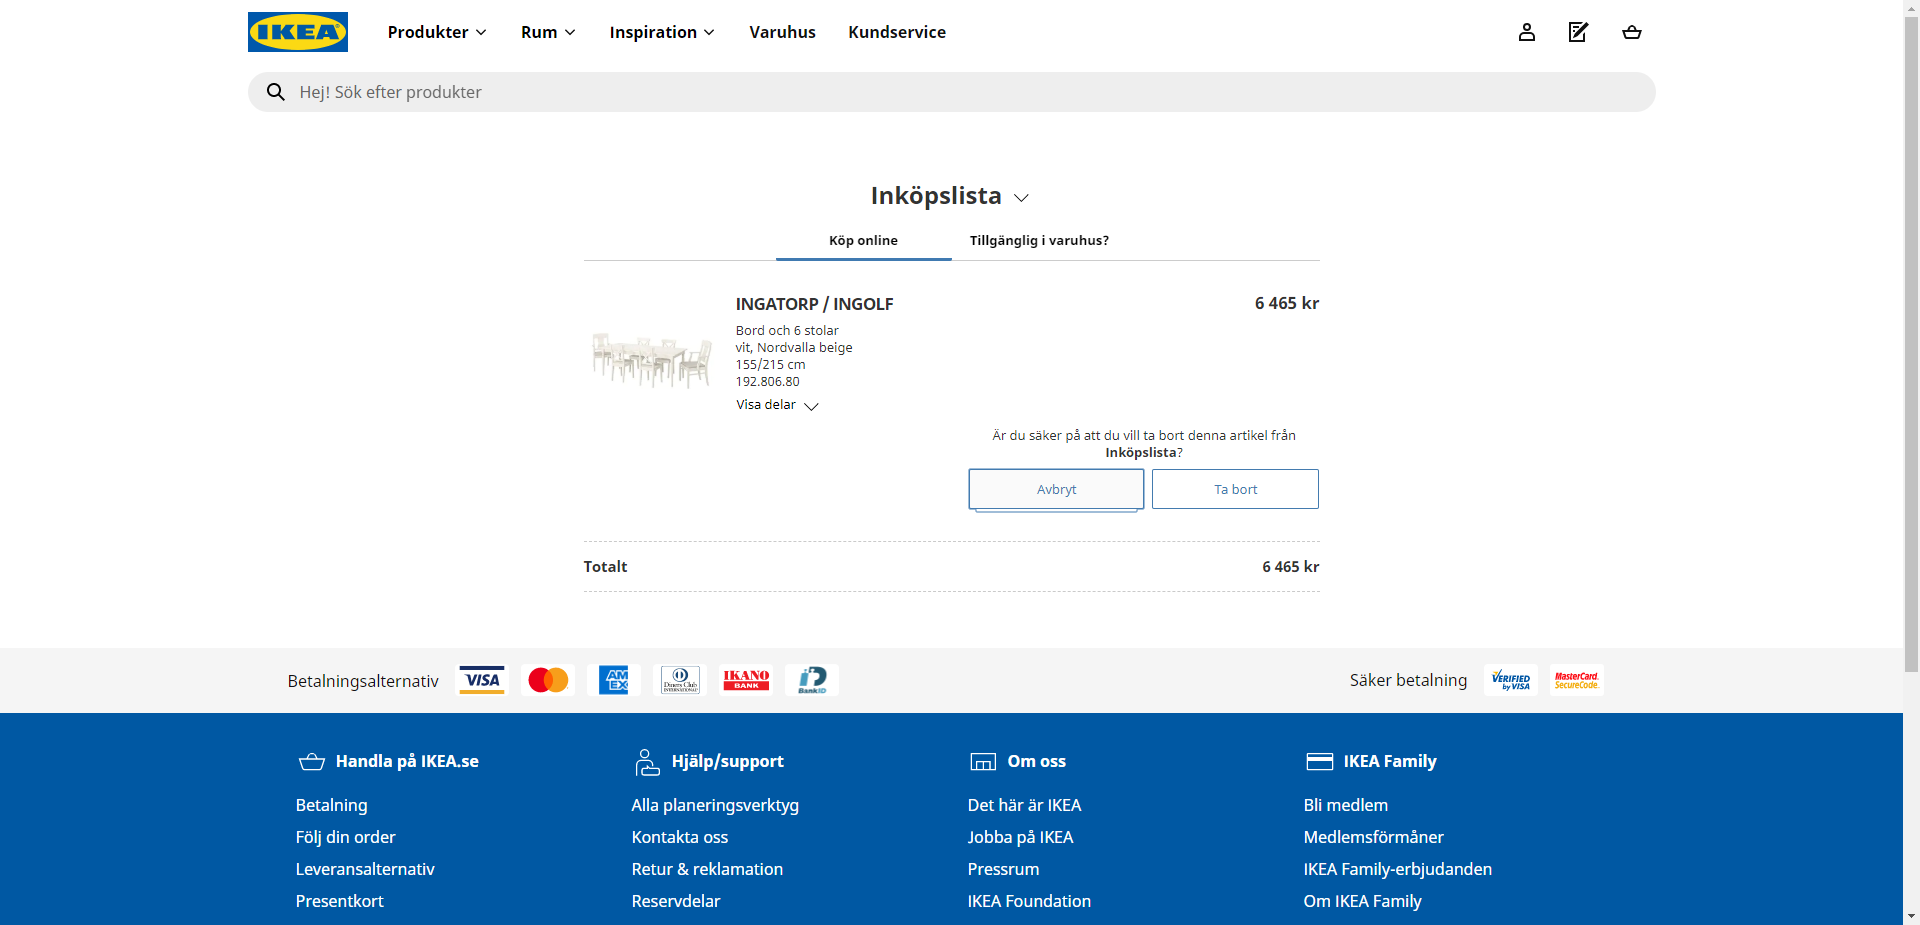 IKEA
Produkter Rum Inspiration Varuhus Kundservice
Hej! Sök efter produkter
Inköpslista
Köp online Tillgänglig i varuhus?
INGATORP / INGOLF 6 465 kr
Bord och 6 stolar
vit, Nordvalla beige
155/215 cm
192.806.80
Visa delar
Är du säker på att du vill ta bort denna artikel från
Inköpslista?
Avbryt Ta bort
Totalt 6 465 kr
Betalningsalternativ VISA AM EX Diners Club INTERNATIONAL IKANO BANK BankID Säker betalning VERIFIED by VISA MasterCard. SecureCode.
Handla på IKEA.se Hjälp/support Om oss IKEA Family
Betalning Alla planeringsverktyg Det här är IKEA Bli medlem
Följ din order Kontakta oss Jobba på IKEA Medlemsförmåner
Leveransalternativ Retur & reklamation Pressrum IKEA Family-erbjudanden
Presentkort Reservdelar IKEA Foundation Om IKEA Family